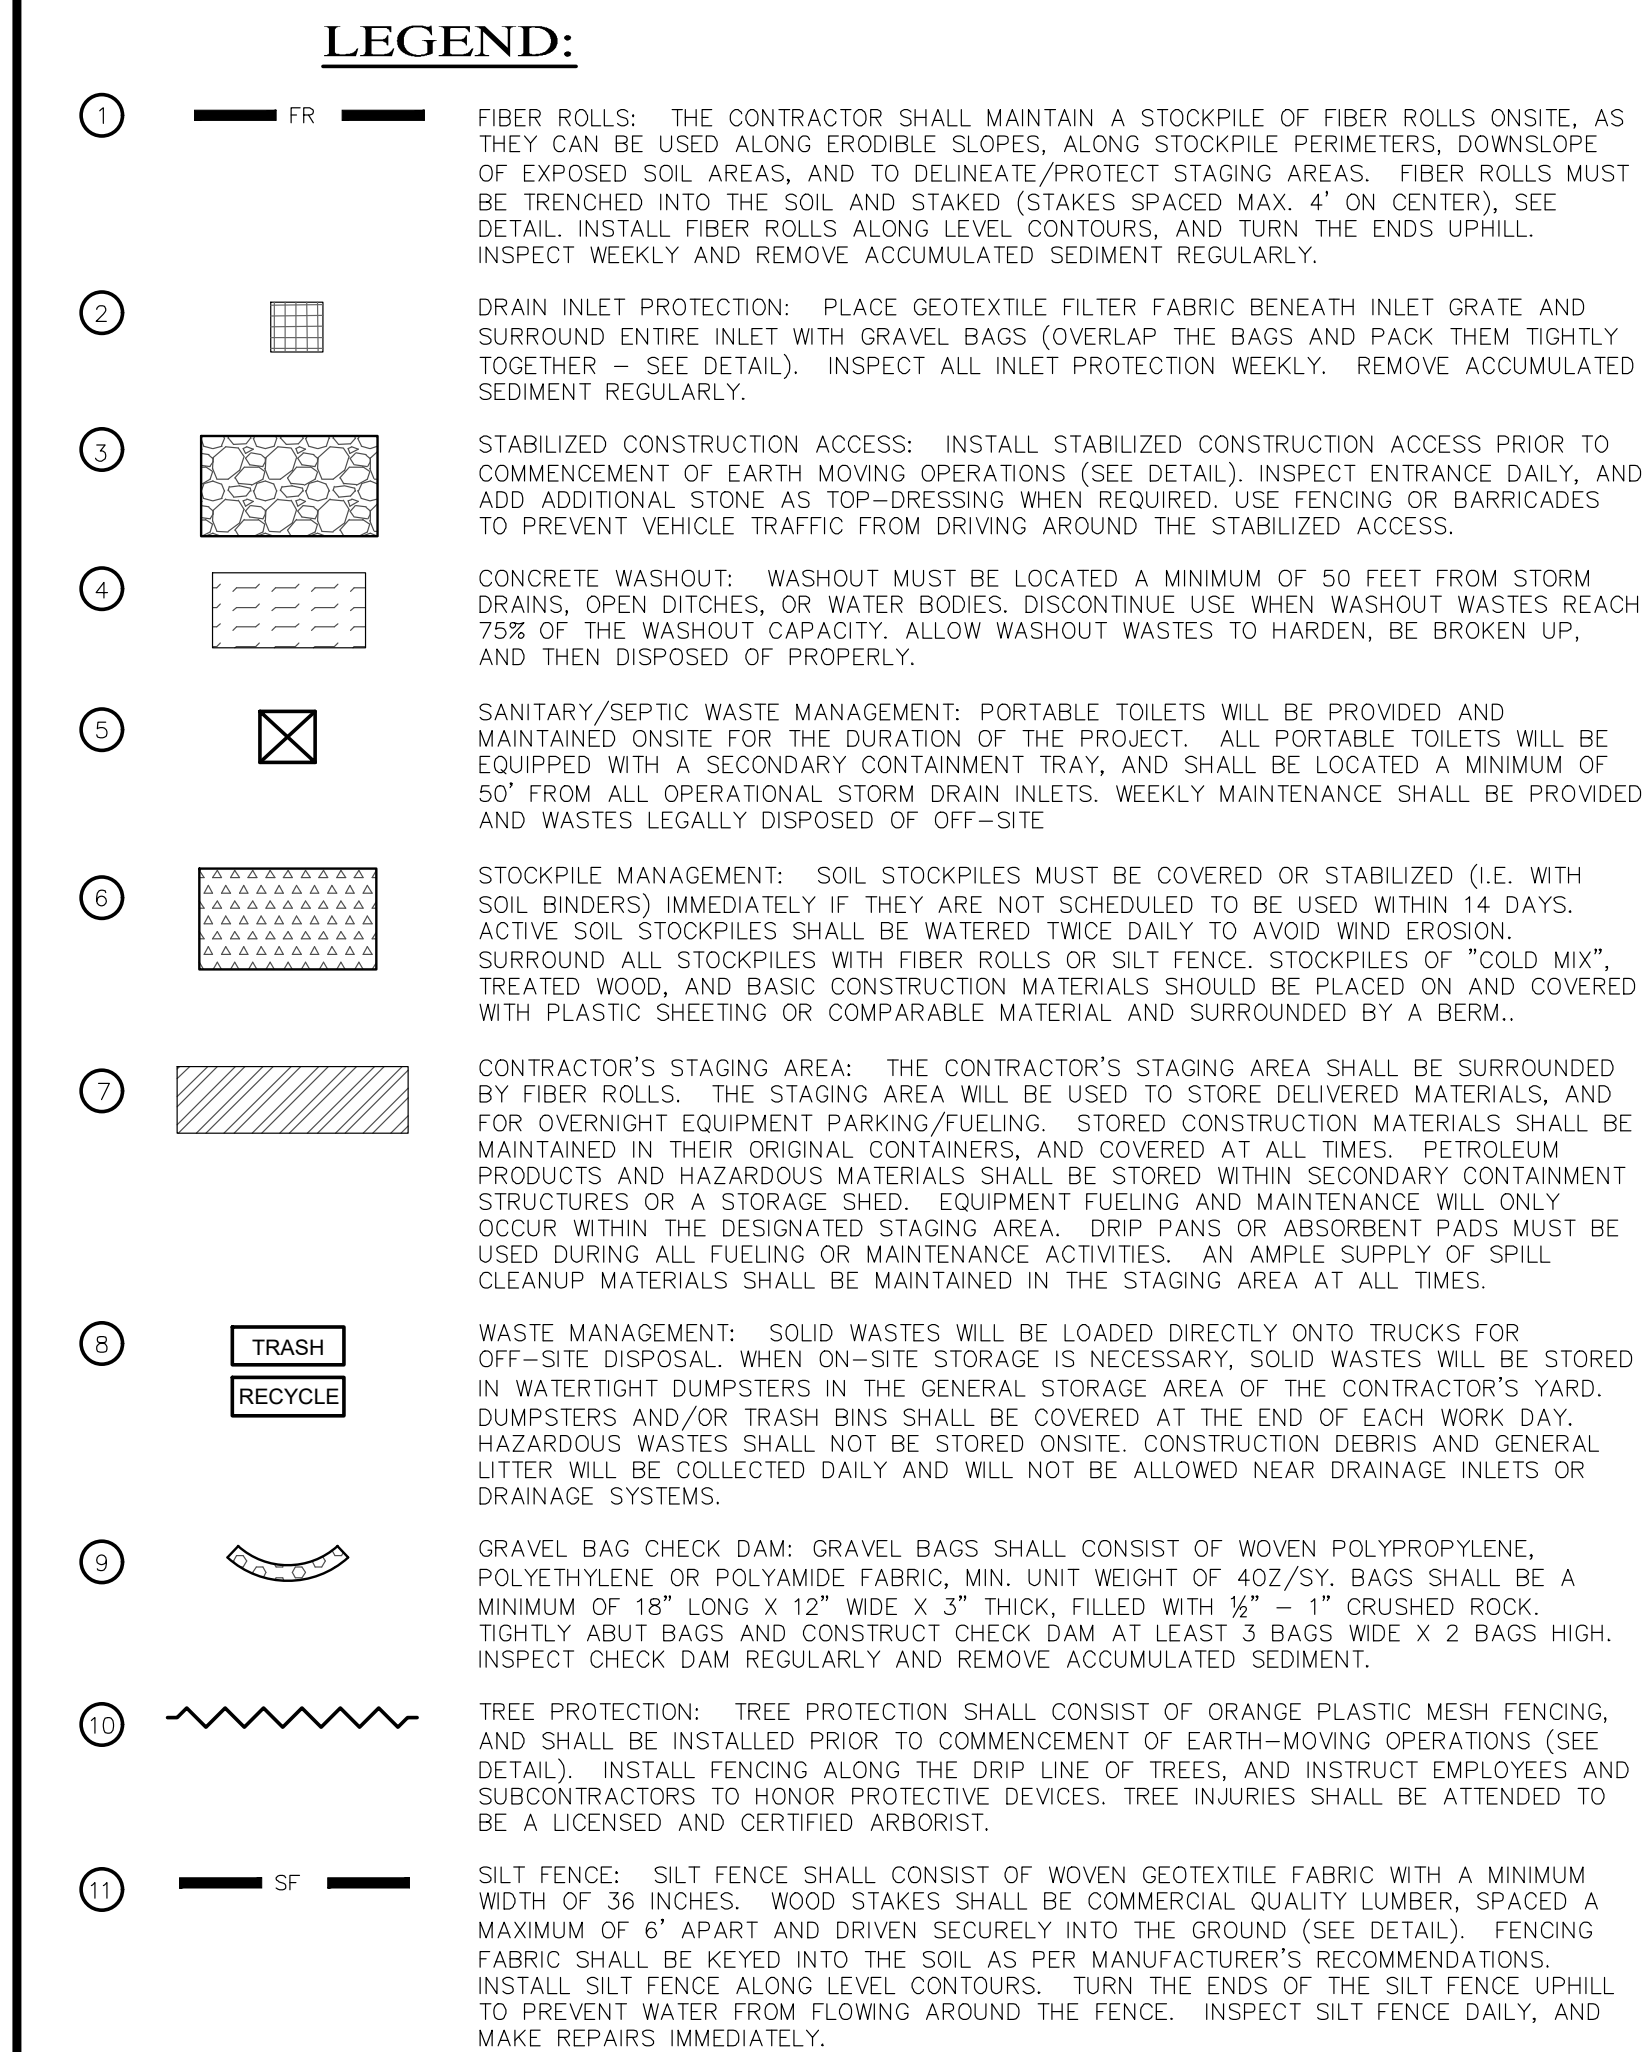 LEGEND:
1 FR FIBER ROLLS: THE CONTRACTOR SHALL MAINTAIN A STOCKPILE OF FIBER ROLLS ONSITE, AS
THEY CAN BE USED ALONG ERODIBLE SLOPES, ALONG STOCKPILE PERIMETERS, DOWNSLOPE
OF EXPOSED SOIL AREAS, AND TO DELINEATE/PROTECT STAGING AREAS. FIBER ROLLS MUST
BE TRENCHED INTO THE SOIL AND STAKED (STAKES SPACED MAX. 4' ON CENTER), SEE
DETAIL. INSTALL FIBER ROLLS ALONG LEVEL CONTOURS, AND TURN THE ENDS UPHILL.
INSPECT WEEKLY AND REMOVE ACCUMULATED SEDIMENT REGULARLY.
2 DRAIN INLET PROTECTION: PLACE GEOTEXTILE FILTER FABRIC BENEATH INLET GRATE AND
SURROUND ENTIRE INLET WITH GRAVEL BAGS (OVERLAP THE BAGS AND PACK THEM TIGHTLY
TOGETHER – SEE DETAIL). INSPECT ALL INLET PROTECTION WEEKLY. REMOVE ACCUMULATED
SEDIMENT REGULARLY.
3 STABILIZED CONSTRUCTION ACCESS: INSTALL STABILIZED CONSTRUCTION ACCESS PRIOR TO
COMMENCEMENT OF EARTH MOVING OPERATIONS (SEE DETAIL). INSPECT ENTRANCE DAILY, AND
ADD ADDITIONAL STONE AS TOP-DRESSING WHEN REQUIRED. USE FENCING OR BARRICADES
TO PREVENT VEHICLE TRAFFIC FROM DRIVING AROUND THE STABILIZED ACCESS.
4 CONCRETE WASHOUT: WASHOUT MUST BE LOCATED A MINIMUM OF 50 FEET FROM STORM
DRAINS, OPEN DITCHES, OR WATER BODIES. DISCONTINUE USE WHEN WASHOUT WASTES REACH
75% OF THE WASHOUT CAPACITY. ALLOW WASHOUT WASTES TO HARDEN, BE BROKEN UP,
AND THEN DISPOSED OF PROPERLY.
5 SANITARY/SEPTIC WASTE MANAGEMENT: PORTABLE TOILETS WILL BE PROVIDED AND
MAINTAINED ONSITE FOR THE DURATION OF THE PROJECT. ALL PORTABLE TOILETS WILL BE
EQUIPPED WITH A SECONDARY CONTAINMENT TRAY, AND SHALL BE LOCATED A MINIMUM OF
50' FROM ALL OPERATIONAL STORM DRAIN INLETS. WEEKLY MAINTENANCE SHALL BE PROVIDED
AND WASTES LEGALLY DISPOSED OF OFF-SITE
6 STOCKPILE MANAGEMENT: SOIL STOCKPILES MUST BE COVERED OR STABILIZED (I.E. WITH
SOIL BINDERS) IMMEDIATELY IF THEY ARE NOT SCHEDULED TO BE USED WITHIN 14 DAYS.
ACTIVE SOIL STOCKPILES SHALL BE WATERED TWICE DAILY TO AVOID WIND EROSION.
SURROUND ALL STOCKPILES WITH FIBER ROLLS OR SILT FENCE. STOCKPILES OF "COLD MIX",
TREATED WOOD, AND BASIC CONSTRUCTION MATERIALS SHOULD BE PLACED ON AND COVERED
WITH PLASTIC SHEETING OR COMPARABLE MATERIAL AND SURROUNDED BY A BERM..
7 CONTRACTOR'S STAGING AREA: THE CONTRACTOR'S STAGING AREA SHALL BE SURROUNDED
BY FIBER ROLLS. THE STAGING AREA WILL BE USED TO STORE DELIVERED MATERIALS, AND
FOR OVERNIGHT EQUIPMENT PARKING/FUELING. STORED CONSTRUCTION MATERIALS SHALL BE
MAINTAINED IN THEIR ORIGINAL CONTAINERS, AND COVERED AT ALL TIMES. PETROLEUM
PRODUCTS AND HAZARDOUS MATERIALS SHALL BE STORED WITHIN SECONDARY CONTAINMENT
STRUCTURES OR A STORAGE SHED. EQUIPMENT FUELING AND MAINTENANCE WILL ONLY
OCCUR WITHIN THE DESIGNATED STAGING AREA. DRIP PANS OR ABSORBENT PADS MUST BE
USED DURING ALL FUELING OR MAINTENANCE ACTIVITIES. AN AMPLE SUPPLY OF SPILL
CLEANUP MATERIALS SHALL BE MAINTAINED IN THE STAGING AREA AT ALL TIMES.
8 TRASH
RECYCLE
WASTE MANAGEMENT: SOLID WASTES WILL BE LOADED DIRECTLY ONTO TRUCKS FOR
OFF-SITE DISPOSAL. WHEN ON-SITE STORAGE IS NECESSARY, SOLID WASTES WILL BE STORED
IN WATERTIGHT DUMPSTERS IN THE GENERAL STORAGE AREA OF THE CONTRACTOR'S YARD.
DUMPSTERS AND/OR TRASH BINS SHALL BE COVERED AT THE END OF EACH WORK DAY.
HAZARDOUS WASTES SHALL NOT BE STORED ONSITE. CONSTRUCTION DEBRIS AND GENERAL
LITTER WILL BE COLLECTED DAILY AND WILL NOT BE ALLOWED NEAR DRAINAGE INLETS OR
DRAINAGE SYSTEMS.
9 GRAVEL BAG CHECK DAM: GRAVEL BAGS SHALL CONSIST OF WOVEN POLYPROPYLENE,
POLYETHYLENE OR POLYAMIDE FABRIC, MIN. UNIT WEIGHT OF 4OZ/SY. BAGS SHALL BE A
MINIMUM OF 18" LONG X 12" WIDE X 3" THICK, FILLED WITH ½" – 1" CRUSHED ROCK.
TIGHTLY ABUT BAGS AND CONSTRUCT CHECK DAM AT LEAST 3 BAGS WIDE X 2 BAGS HIGH.
INSPECT CHECK DAM REGULARLY AND REMOVE ACCUMULATED SEDIMENT.
10 TREE PROTECTION: TREE PROTECTION SHALL CONSIST OF ORANGE PLASTIC MESH FENCING,
AND SHALL BE INSTALLED PRIOR TO COMMENCEMENT OF EARTH-MOVING OPERATIONS (SEE
DETAIL). INSTALL FENCING ALONG THE DRIP LINE OF TREES, AND INSTRUCT EMPLOYEES AND
SUBCONTRACTORS TO HONOR PROTECTIVE DEVICES. TREE INJURIES SHALL BE ATTENDED TO
BE A LICENSED AND CERTIFIED ARBORIST.
11 SF SILT FENCE: SILT FENCE SHALL CONSIST OF WOVEN GEOTEXTILE FABRIC WITH A MINIMUM
WIDTH OF 36 INCHES. WOOD STAKES SHALL BE COMMERCIAL QUALITY LUMBER, SPACED A
MAXIMUM OF 6' APART AND DRIVEN SECURELY INTO THE GROUND (SEE DETAIL). FENCING
FABRIC SHALL BE KEYED INTO THE SOIL AS PER MANUFACTURER'S RECOMMENDATIONS.
INSTALL SILT FENCE ALONG LEVEL CONTOURS. TURN THE ENDS OF THE SILT FENCE UPHILL
TO PREVENT WATER FROM FLOWING AROUND THE FENCE. INSPECT SILT FENCE DAILY, AND
MAKE REPAIRS IMMEDIATELY.